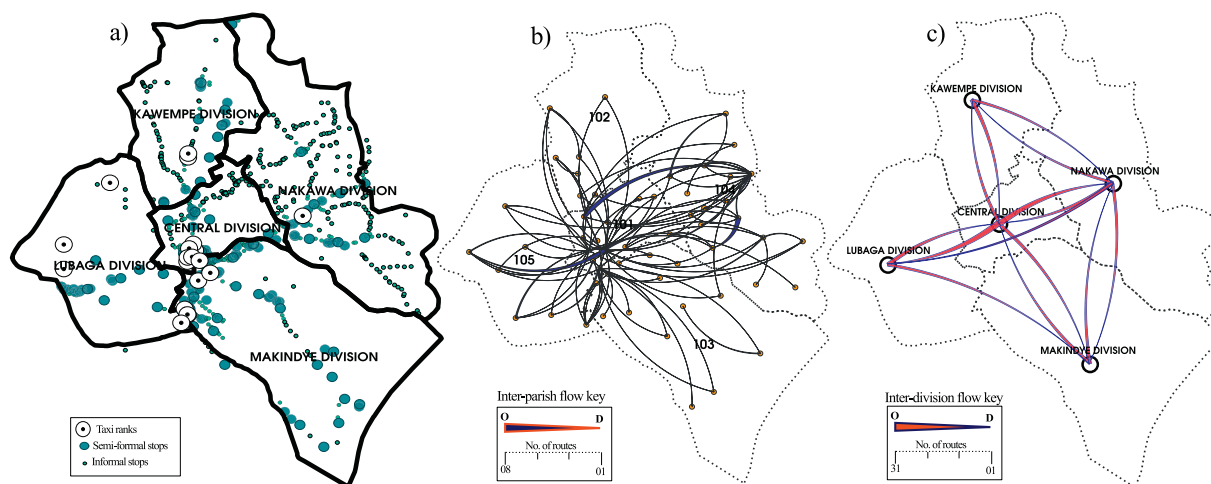 a)
KAWEMPE DIVISION
NAKAWA DIVISION
CENTRAL DIVISION
LUBAGA DIVISION
MAKINDYE DIVISION
Taxi ranks
Semi-formal stops
Informal stops
b)
102
104
101
105
103
Inter-parish flow key
O D
No. of routes
08 01
c)
KAWEMPE DIVISION
NAKAWA DIVISION
CENTRAL DIVISION
LUBAGA DIVISION
MAKINDYE DIVISION
Inter-division flow key
O D
No. of routes
31 01